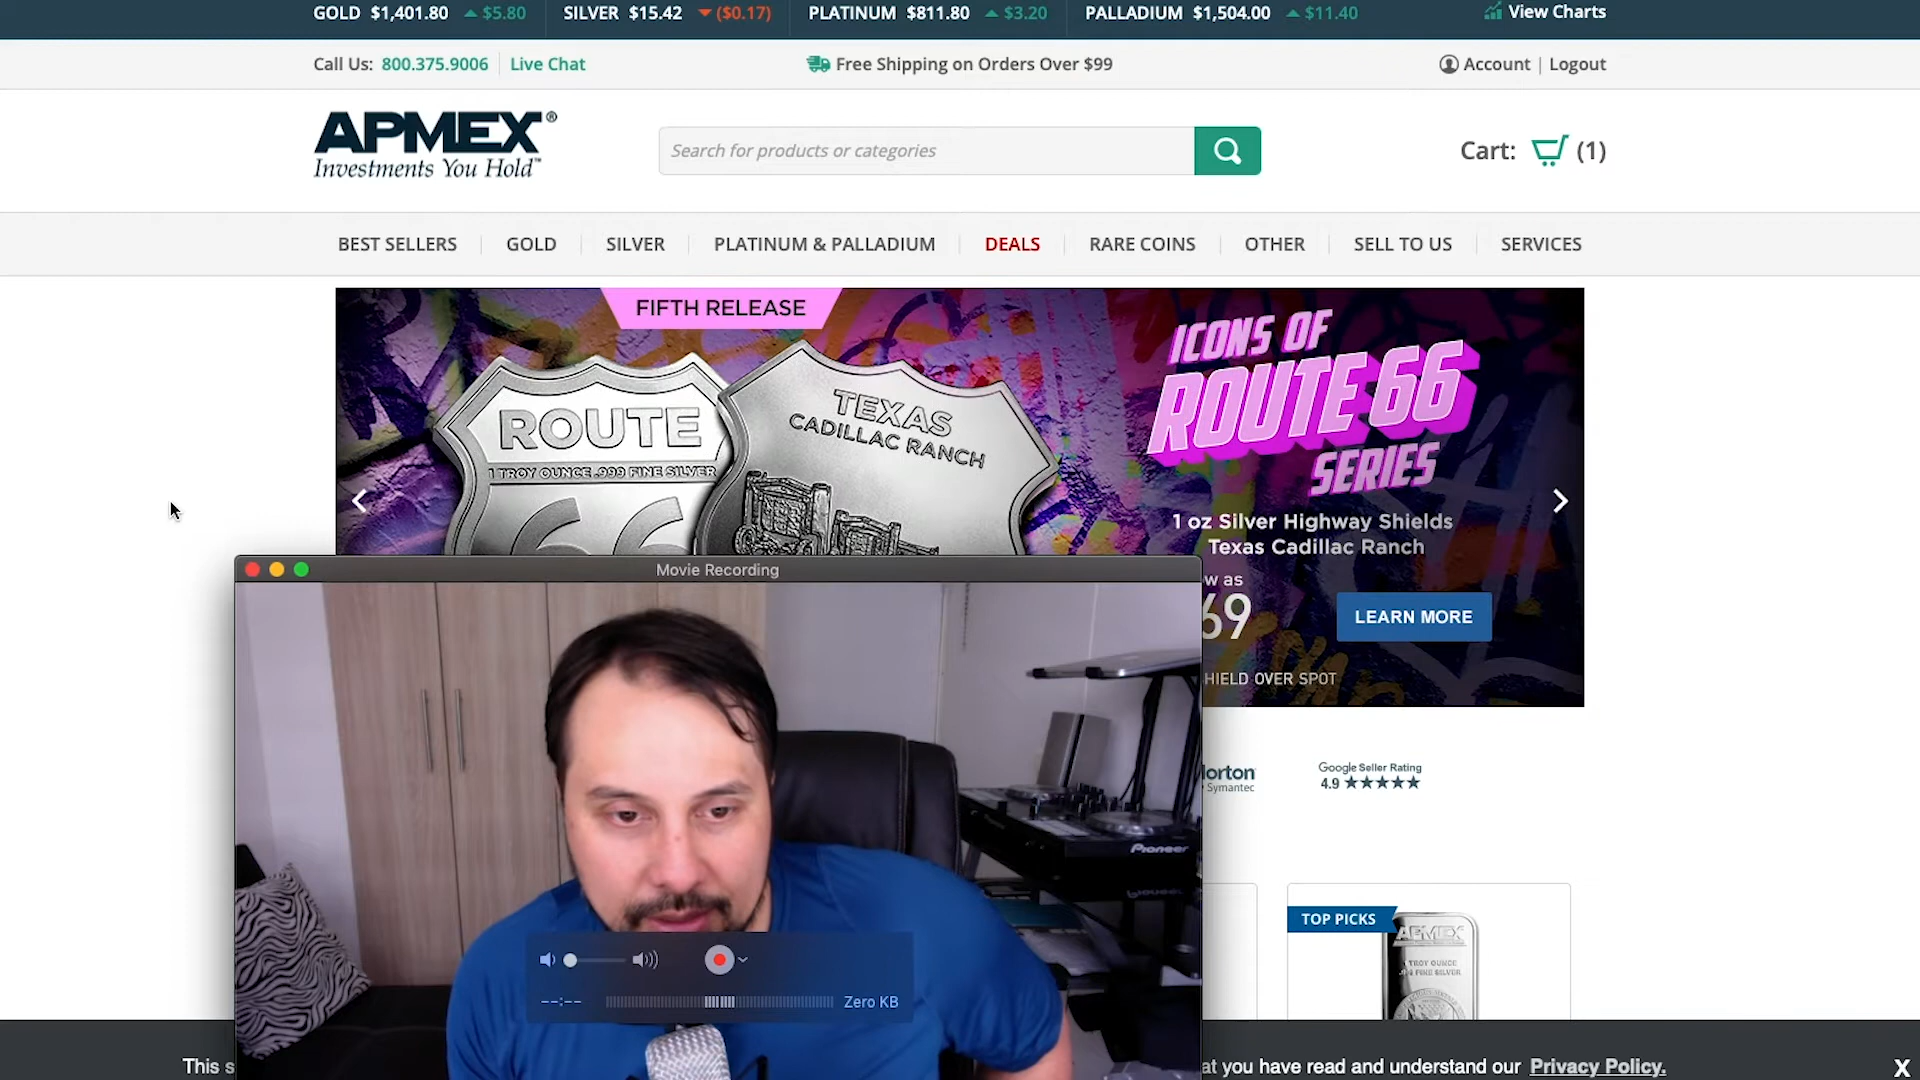 GOLD $1,401.80 $5.80 SILVER $15.42 ($0.17) PLATINUM $811.80 $3.20 PALLADIUM $1,504.00 $11.40 View Charts
Call Us: 800.375.9006 Live Chat Free Shipping on Orders Over $99 Account | Logout
APMEX®
Investments You Hold™
Search for products or categories
Cart: (1)
BEST SELLERS GOLD SILVER PLATINUM & PALLADIUM DEALS RARE COINS OTHER SELL TO US SERVICES
FIFTH RELEASE
ROUTE
1 TROY OUNCE .999 FINE SILVER
66
TEXAS
CADILLAC RANCH
ICONS OF
ROUTE 66
SERIES
1 oz Silver Highway Shields
Texas Cadillac Ranch
w as
69
LEARN MORE
HIELD OVER SPOT
Movie Recording
orton
Symantec
Google Seller Rating
4.9 ★★★★★
Pioneer
TOP PICKS
APMEX
1 TROY OUNCE
.999 FINE SILVER
--:-- Zero KB
This s
at you have read and understand our Privacy Policy. X